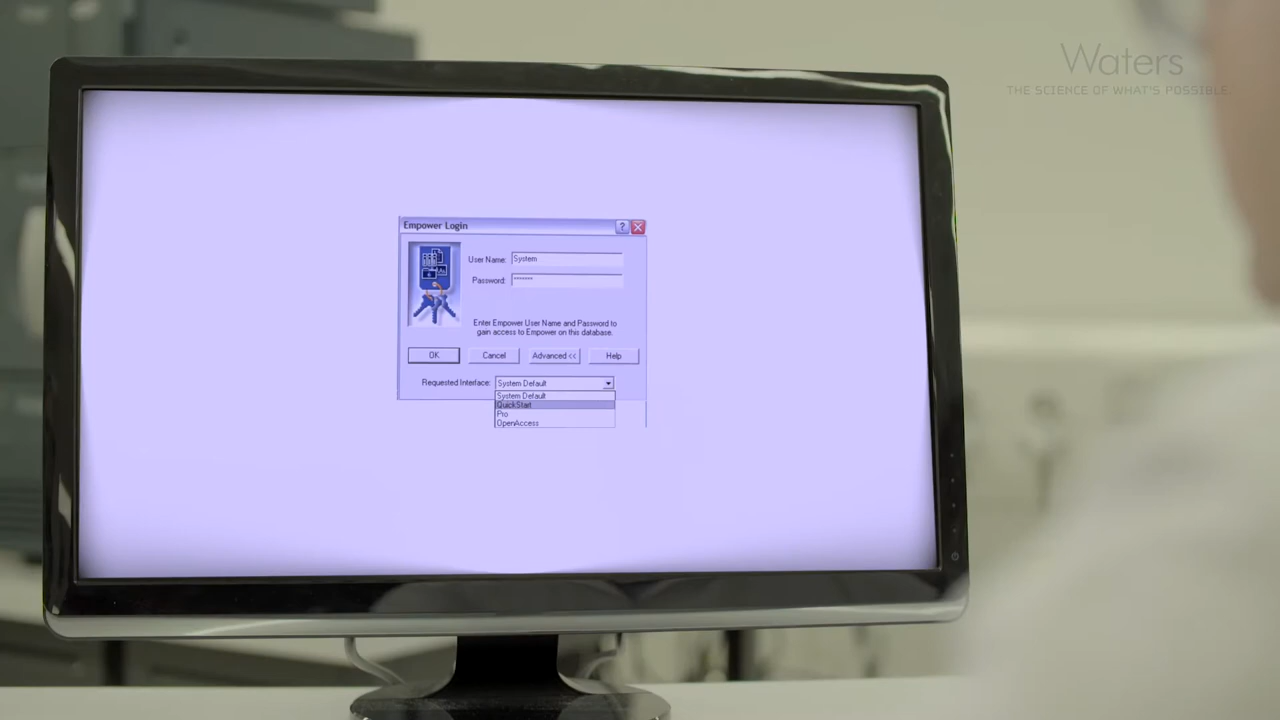 Waters
THE SCIENCE OF WHAT'S POSSIBLE.
Empower Login
?
User Name: System
Password: *******
Enter Empower User Name and Password to
gain access to Empower on this database.
OK Cancel Advanced << Help
Requested Interface: System Default
System Default
QuickStart
Pro
OpenAccess